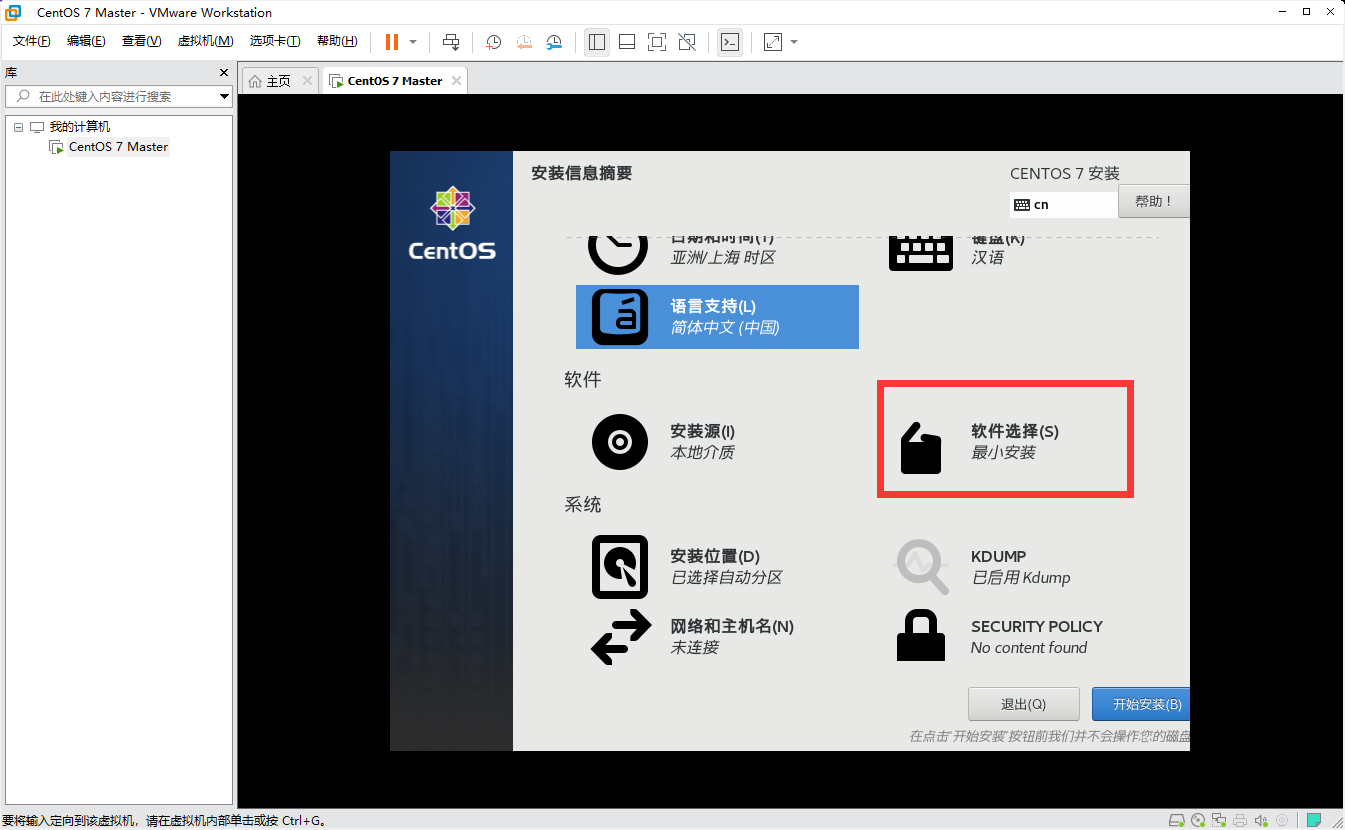 CentOS 7 Master - VMware Workstation
文件(F) 编辑(E) 查看(V) 虚拟机(M) 选项卡(T) 帮助(H)
库
在此处键入内容进行搜索
我的计算机
CentOS 7 Master
主页
CentOS 7 Master
CentOS
安装信息摘要
CENTOS 7 安装
cn
帮助！
日期和时间(T)
亚洲/上海 时区
键盘(K)
汉语
语言支持(L)
简体中文 (中国)
软件
安装源(I)
本地介质
软件选择(S)
最小安装
系统
安装位置(D)
已选择自动分区
KDUMP
已启用 Kdump
网络和主机名(N)
未连接
SECURITY POLICY
No content found
退出(Q)
开始安装(B)
在点击‘开始安装’按钮前我们并不会操作您的磁盘
要将输入定向到该虚拟机，请在虚拟机内部单击或按 Ctrl+G。